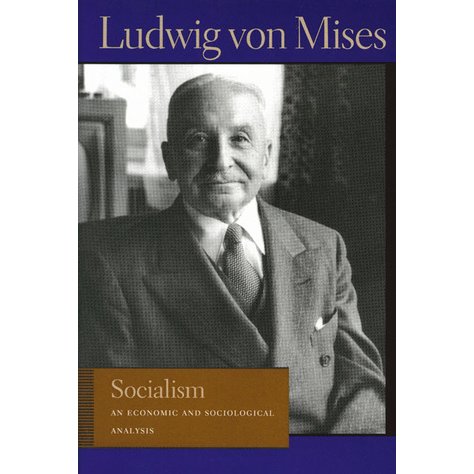 Ludwig von Mises
Socialism
AN ECONOMIC AND SOCIOLOGICAL
ANALYSIS